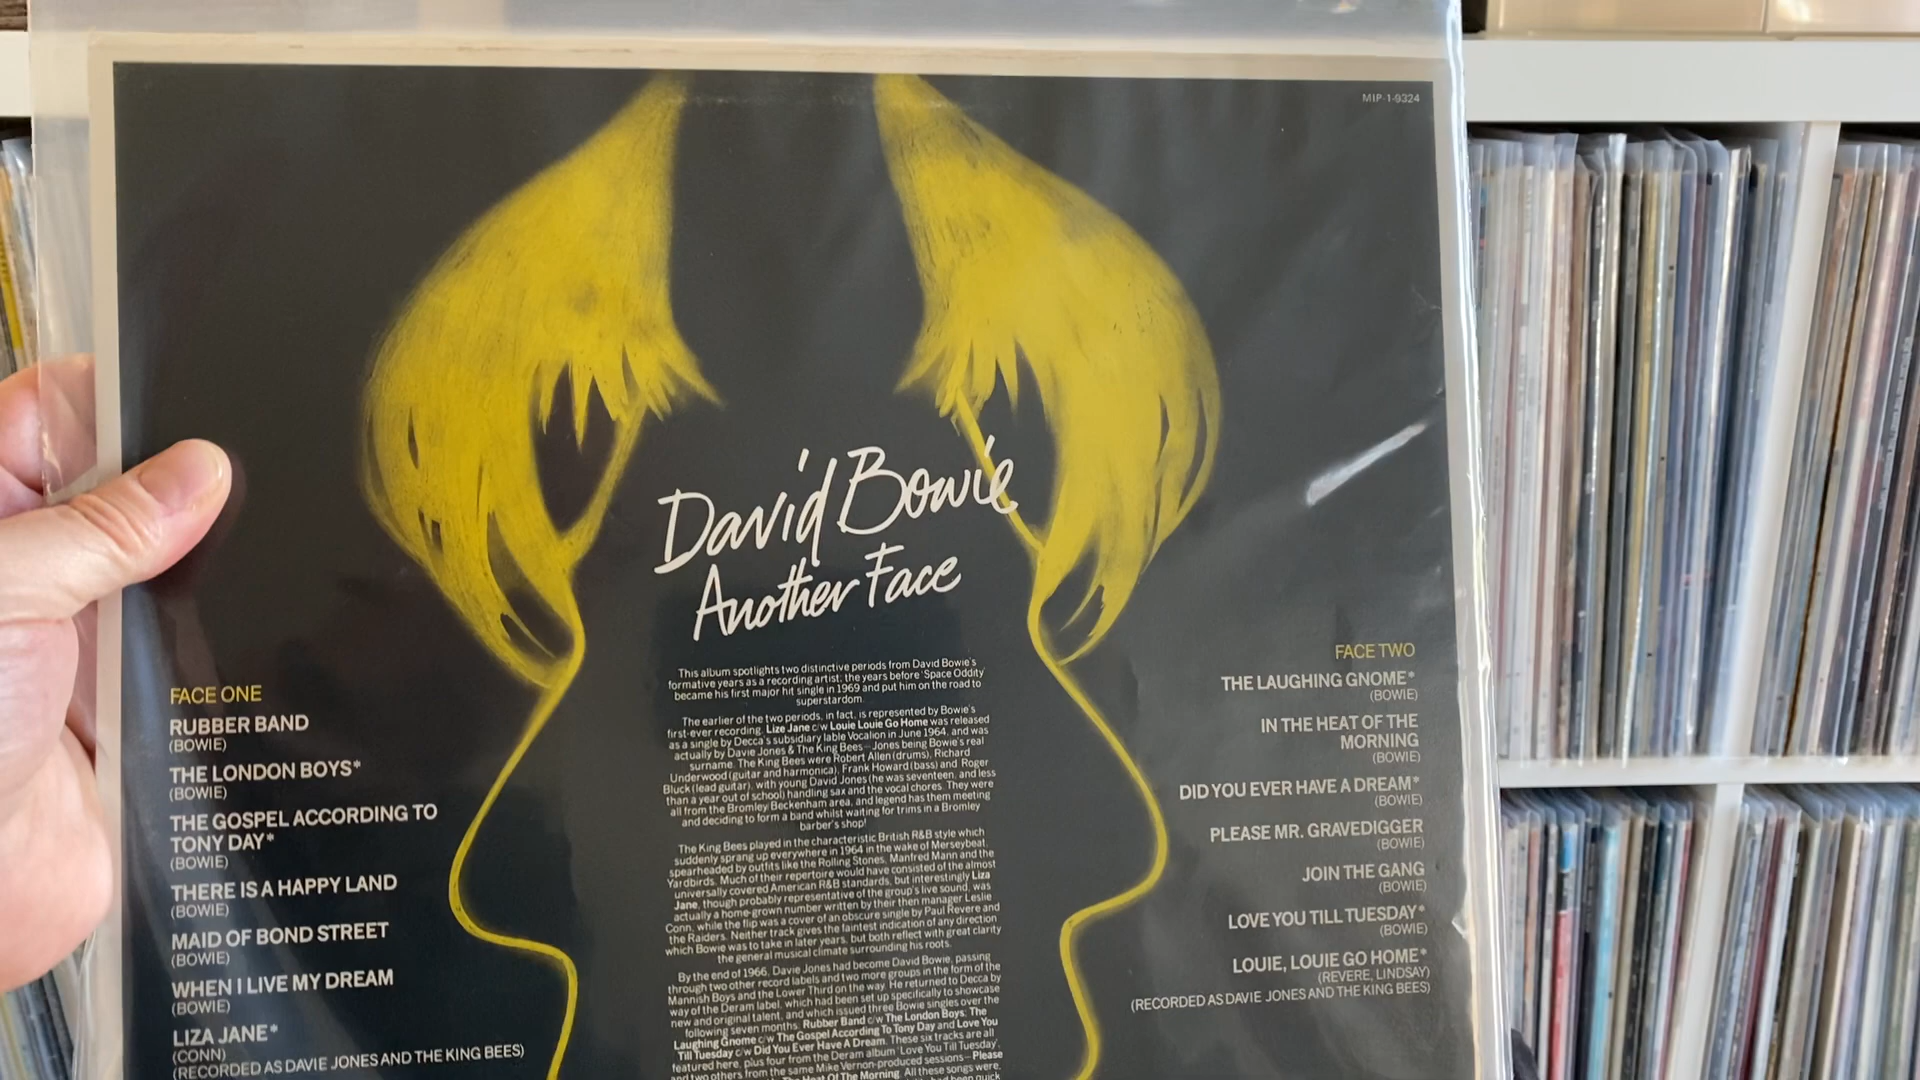 MIP-1-9324
David Bowie
Another Face
This album spotlights two distinctive periods from David Bowie's
formative years as a recording artist; the years before 'Space Oddity'
became his first major hit single in 1969 and put him on the road to
superstardom.
The earlier of the two periods, in fact, is represented by Bowie's
first-ever recording. Lize Jane c/w Louie Louie Go Home was released
as a single by Decca's subsidiary lable Vocalion in June 1964, and was
actually by Davie Jones & The King Bees – Jones being Bowie's real
surname. The King Bees were Robert Allen (drums), Richard
Underwood (guitar and harmonica), Frank Howard (bass) and Roger
Bluck (lead guitar), with young David Jones (he was seventeen, and less
than a year out of school) handling sax and the vocal chores. They were
all from the Bromley/Beckenham area, and legend has them meeting
and deciding to form a band whilst waiting for trims in a Bromley
barber's shop!
The King Bees played in the characteristic British R&B style which
suddenly sprang up everywhere in 1964 in the wake of Merseybeat,
spearheaded by outfits like the Rolling Stones, Manfred Mann and the
Yardbirds. Much of their repertoire would have consisted of the almost
universally covered American R&B standards, but interestingly Liza
Jane, though probably representative of the group's live sound, was
actually a home-grown number written by their then manager Leslie
Conn, while the flip was a cover of an obscure single by Paul Revere and
the Raiders. Neither track gives the faintest indication of any direction
which Bowie was to take in later years, but both reflect with great clarity
the general musical climate surrounding his roots.
By the end of 1966, Davie Jones had become David Bowie, passing
through two other record labels and two more groups in the form of the
Mannish Boys and the Lower Third on the way. He returned to Decca by
way of the Deram label, which had been set up specifically to showcase
new and original talent, and which issued three Bowie singles over the
following seven months. Rubber Band c/w The London Boys, The
Laughing Gnome c/w The Gospel According To Tony Day and Love You
Till Tuesday c/w Did You Ever Have A Dream. These six tracks are all
featured here, plus four from the Deram album 'Love You Till Tuesday',
and two others from the same Mike Vernon-produced sessions – Please
The Heat Of The Morning. All these songs were,
had been quick
FACE ONE
RUBBER BAND
(BOWIE)
THE LONDON BOYS*
(BOWIE)
THE GOSPEL ACCORDING TO
TONY DAY*
(BOWIE)
THERE IS A HAPPY LAND
(BOWIE)
MAID OF BOND STREET
(BOWIE)
WHEN I LIVE MY DREAM
(BOWIE)
LIZA JANE*
(CONN)
(RECORDED AS DAVIE JONES AND THE KING BEES)
FACE TWO
THE LAUGHING GNOME*
(BOWIE)
IN THE HEAT OF THE
MORNING
(BOWIE)
DID YOU EVER HAVE A DREAM*
(BOWIE)
PLEASE MR. GRAVEDIGGER
(BOWIE)
JOIN THE GANG
(BOWIE)
LOVE YOU TILL TUESDAY*
(BOWIE)
LOUIE, LOUIE GO HOME*
(REVERE, LINDSAY)
(RECORDED AS DAVIE JONES AND THE KING BEES)